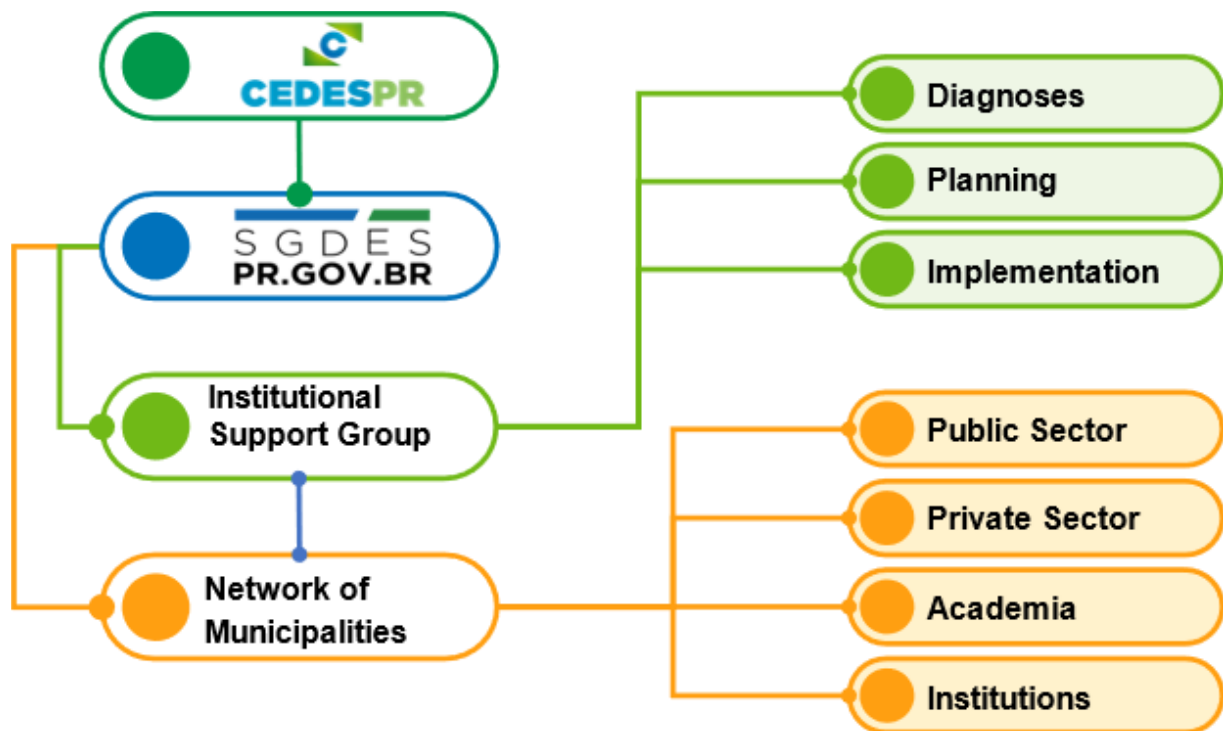 CEDESPR
SGDES
PR.GOV.BR
Institutional
Support Group
Network of
Municipalities
Diagnoses
Planning
Implementation
Public Sector
Private Sector
Academia
Institutions